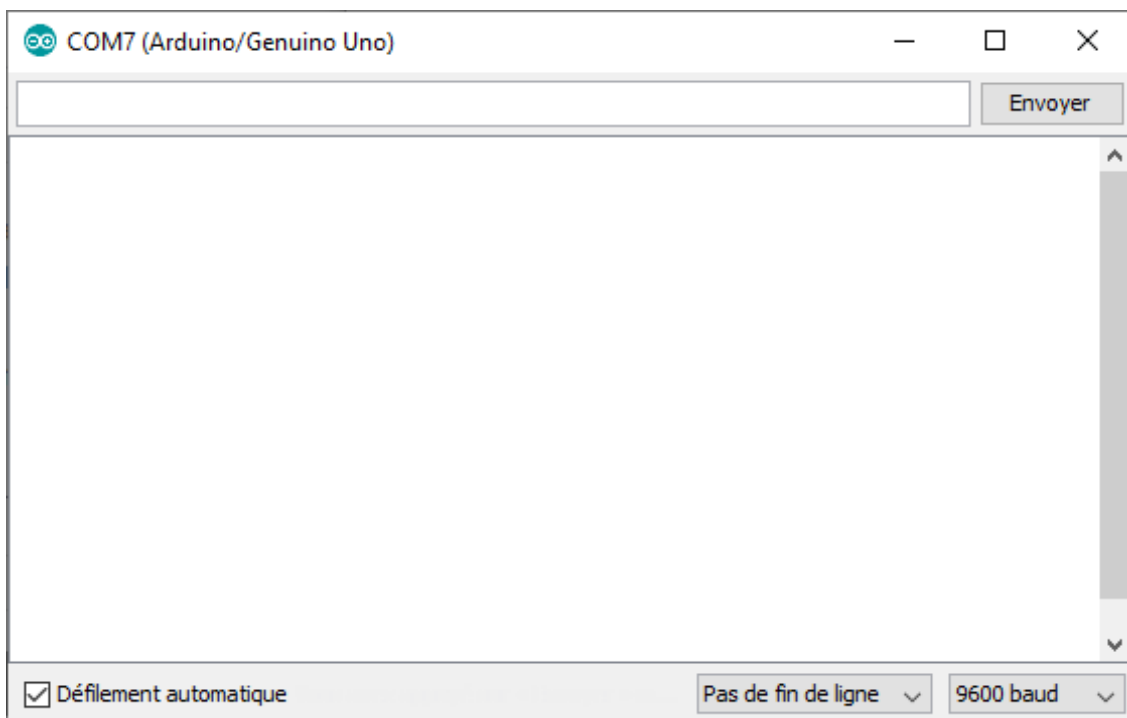 COM7 (Arduino/Genuino Uno)
Envoyer
Défilement automatique
Pas de fin de ligne
9600 baud